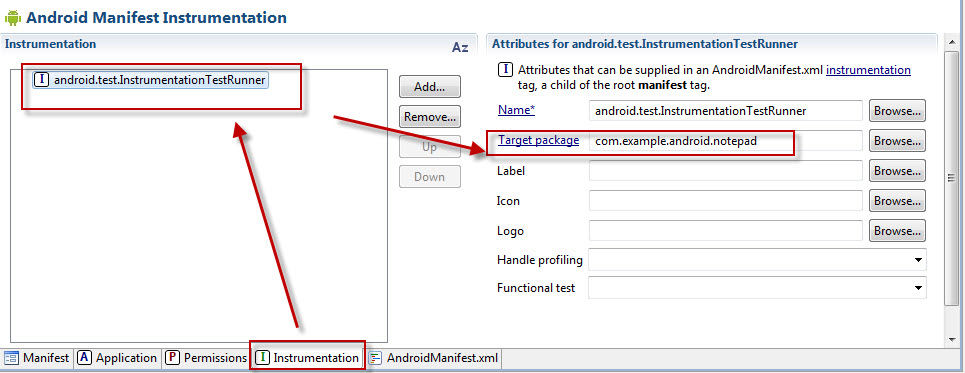 Android Manifest Instrumentation
Instrumentation
Az
I android.test.InstrumentationTestRunner
Add...
Remove...
Up
Down
Attributes for android.test.InstrumentationTestRunner
I Attributes that can be supplied in an AndroidManifest.xml instrumentation
tag, a child of the root manifest tag.
Name* android.test.InstrumentationTestRunner Browse...
Target package com.example.android.notepad Browse...
Label Browse...
Icon Browse...
Logo Browse...
Handle profiling
Functional test
Manifest A Application P Permissions I Instrumentation AndroidManifest.xml